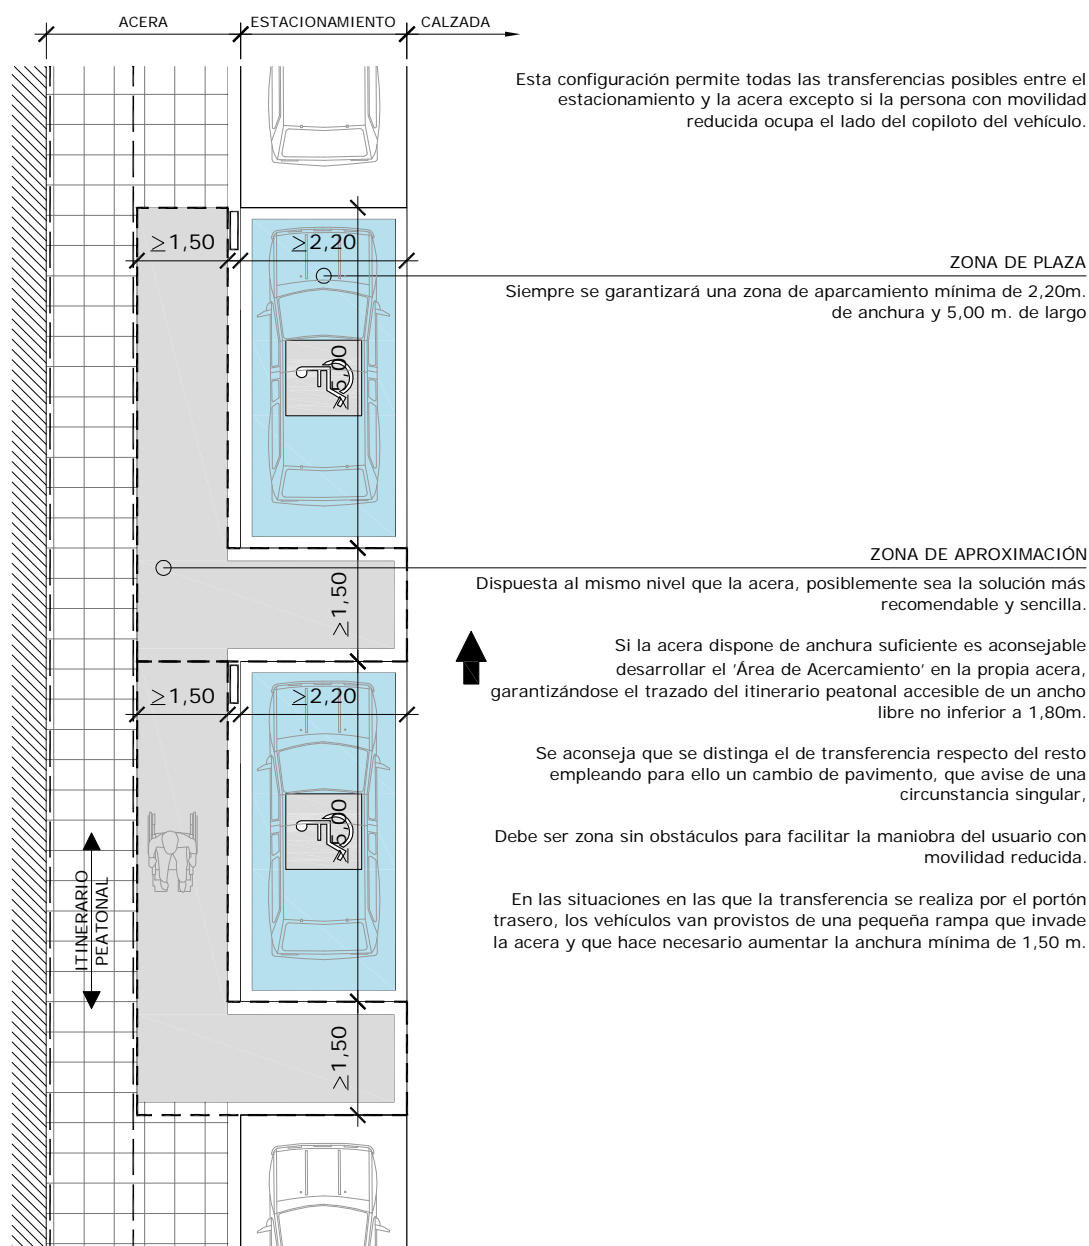 ACERA
ESTACIONAMIENTO
CALZADA
Esta configuración permite todas las transferencias posibles entre el
estacionamiento y la acera excepto si la persona con movilidad
reducida ocupa el lado del copiloto del vehículo.
≥1,50
≥2,20
ZONA DE PLAZA
Siempre se garantizará una zona de aparcamiento mínima de 2,20m.
de anchura y 5,00 m. de largo
≥5,00
ZONA DE APROXIMACIÓN
Dispuesta al mismo nivel que la acera, posiblemente sea la solución más
recomendable y sencilla.
≥1,50
Si la acera dispone de anchura suficiente es aconsejable
desarrollar el 'Área de Acercamiento' en la propia acera,
garantizándose el trazado del itinerario peatonal accesible de un ancho
libre no inferior a 1,80m.
≥1,50
≥2,20
Se aconseja que se distinga el de transferencia respecto del resto
empleando para ello un cambio de pavimento, que avise de una
circunstancia singular,
≥5,00
Debe ser zona sin obstáculos para facilitar la maniobra del usuario con
movilidad reducida.
ITINERARIO
PEATONAL
En las situaciones en las que la transferencia se realiza por el portón
trasero, los vehículos van provistos de una pequeña rampa que invade
la acera y que hace necesario aumentar la anchura mínima de 1,50 m.
≥1,50